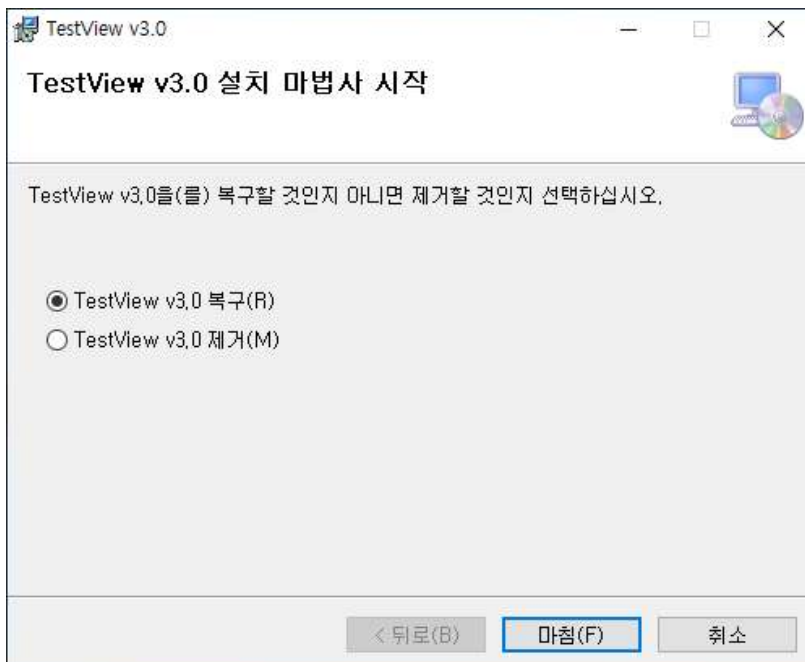 TestView v3.0
TestView v3.0 설치 마법사 시작
TestView v3.0을(를) 복구할 것인지 아니면 제거할 것인지 선택하십시오.
TestView v3.0 복구(R)
TestView v3.0 제거(M)
< 뒤로(B) 마침(F) 취소